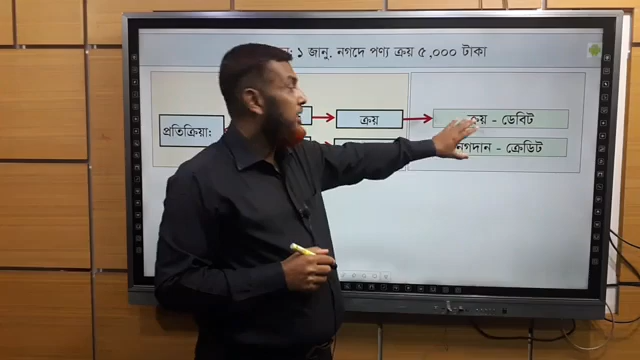 ১ জানু. নগদে পণ্য ক্রয় ৫,০০০ টাকা
প্রতিক্রিয়া:
ক্রয়
ক্রয় - ডেবিট
নগদান - ক্রেডিট